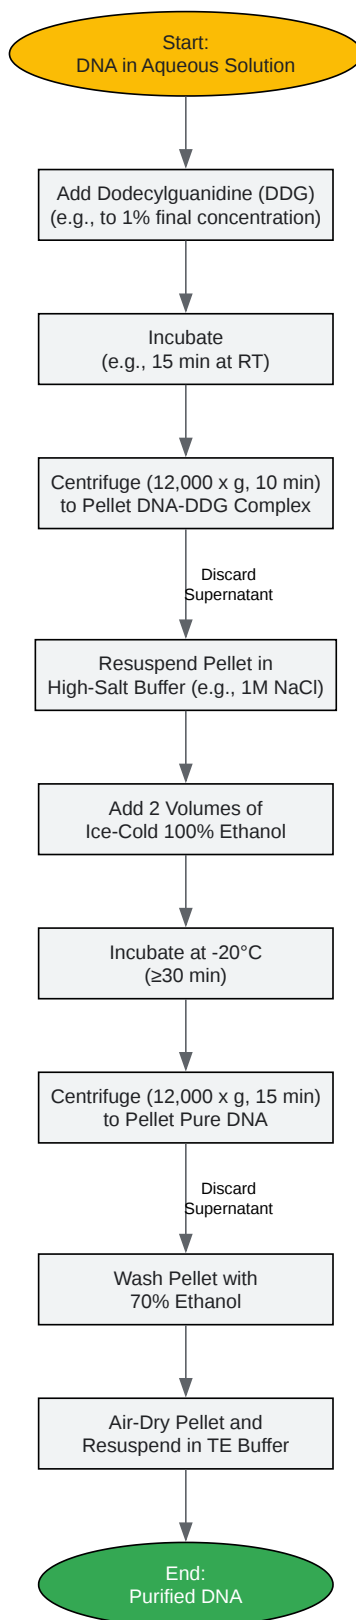 Start:
DNA in Aqueous Solution
Add Dodecylguanidine (DDG)
(e.g., to 1% final concentration)
Incubate
(e.g., 15 min at RT)
Centrifuge (12,000 x g, 10 min)
to Pellet DNA-DDG Complex
Discard
Supernatant
Resuspend Pellet in
High-Salt Buffer (e.g., 1M NaCl)
Add 2 Volumes of
Ice-Cold 100% Ethanol
Incubate at -20°C
(≥30 min)
Centrifuge (12,000 x g, 15 min)
to Pellet Pure DNA
Discard
Supernatant
Wash Pellet with
70% Ethanol
Air-Dry Pellet and
Resuspend in TE Buffer
End:
Purified DNA